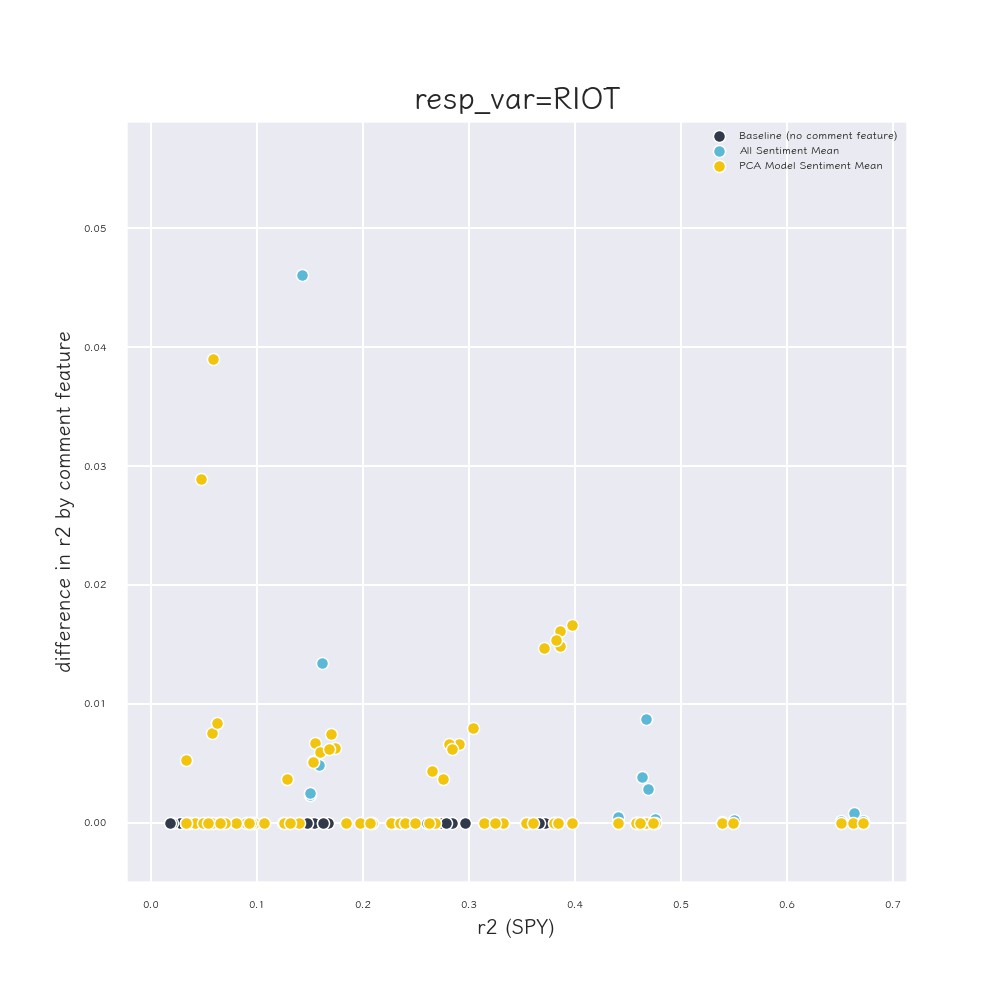 resp_var=RIOT
Baseline (no comment feature)
All Sentiment Mean
PCA Model Sentiment Mean
difference in r2 by comment feature
0.05
0.04
0.03
0.02
0.01
0.00
0.0 0.1 0.2 0.3 0.4 0.5 0.6 0.7
r2 (SPY)